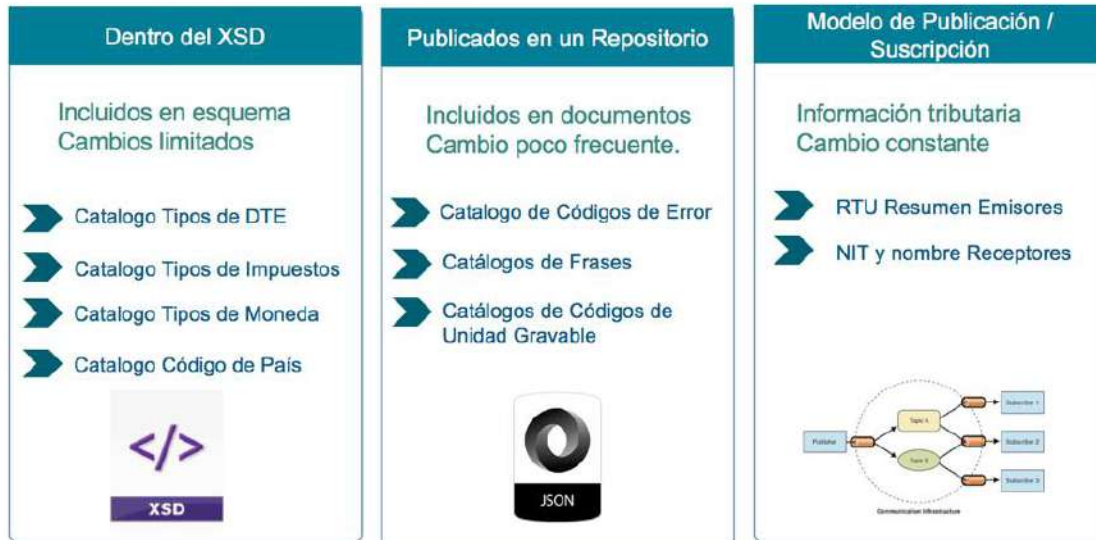 Dentro del XSD
Incluidos en esquema
Cambios limitados
Catalogo Tipos de DTE
Catalogo Tipos de Impuestos
Catalogo Tipos de Moneda
Catalogo Código de País
</>
XSD
Publicados en un Repositorio
Incluidos en documentos
Cambio poco frecuente.
Catalogo de Códigos de Error
Catálogos de Frases
Catálogos de Códigos de
Unidad Gravable
JSON
Modelo de Publicación /
Suscripción
Información tributaria
Cambio constante
RTU Resumen Emisores
NIT y nombre Receptores
Publisher
Topic A
Topic B
Subscriber 1
Subscriber 2
Subscriber 3
Communication Infrastructure